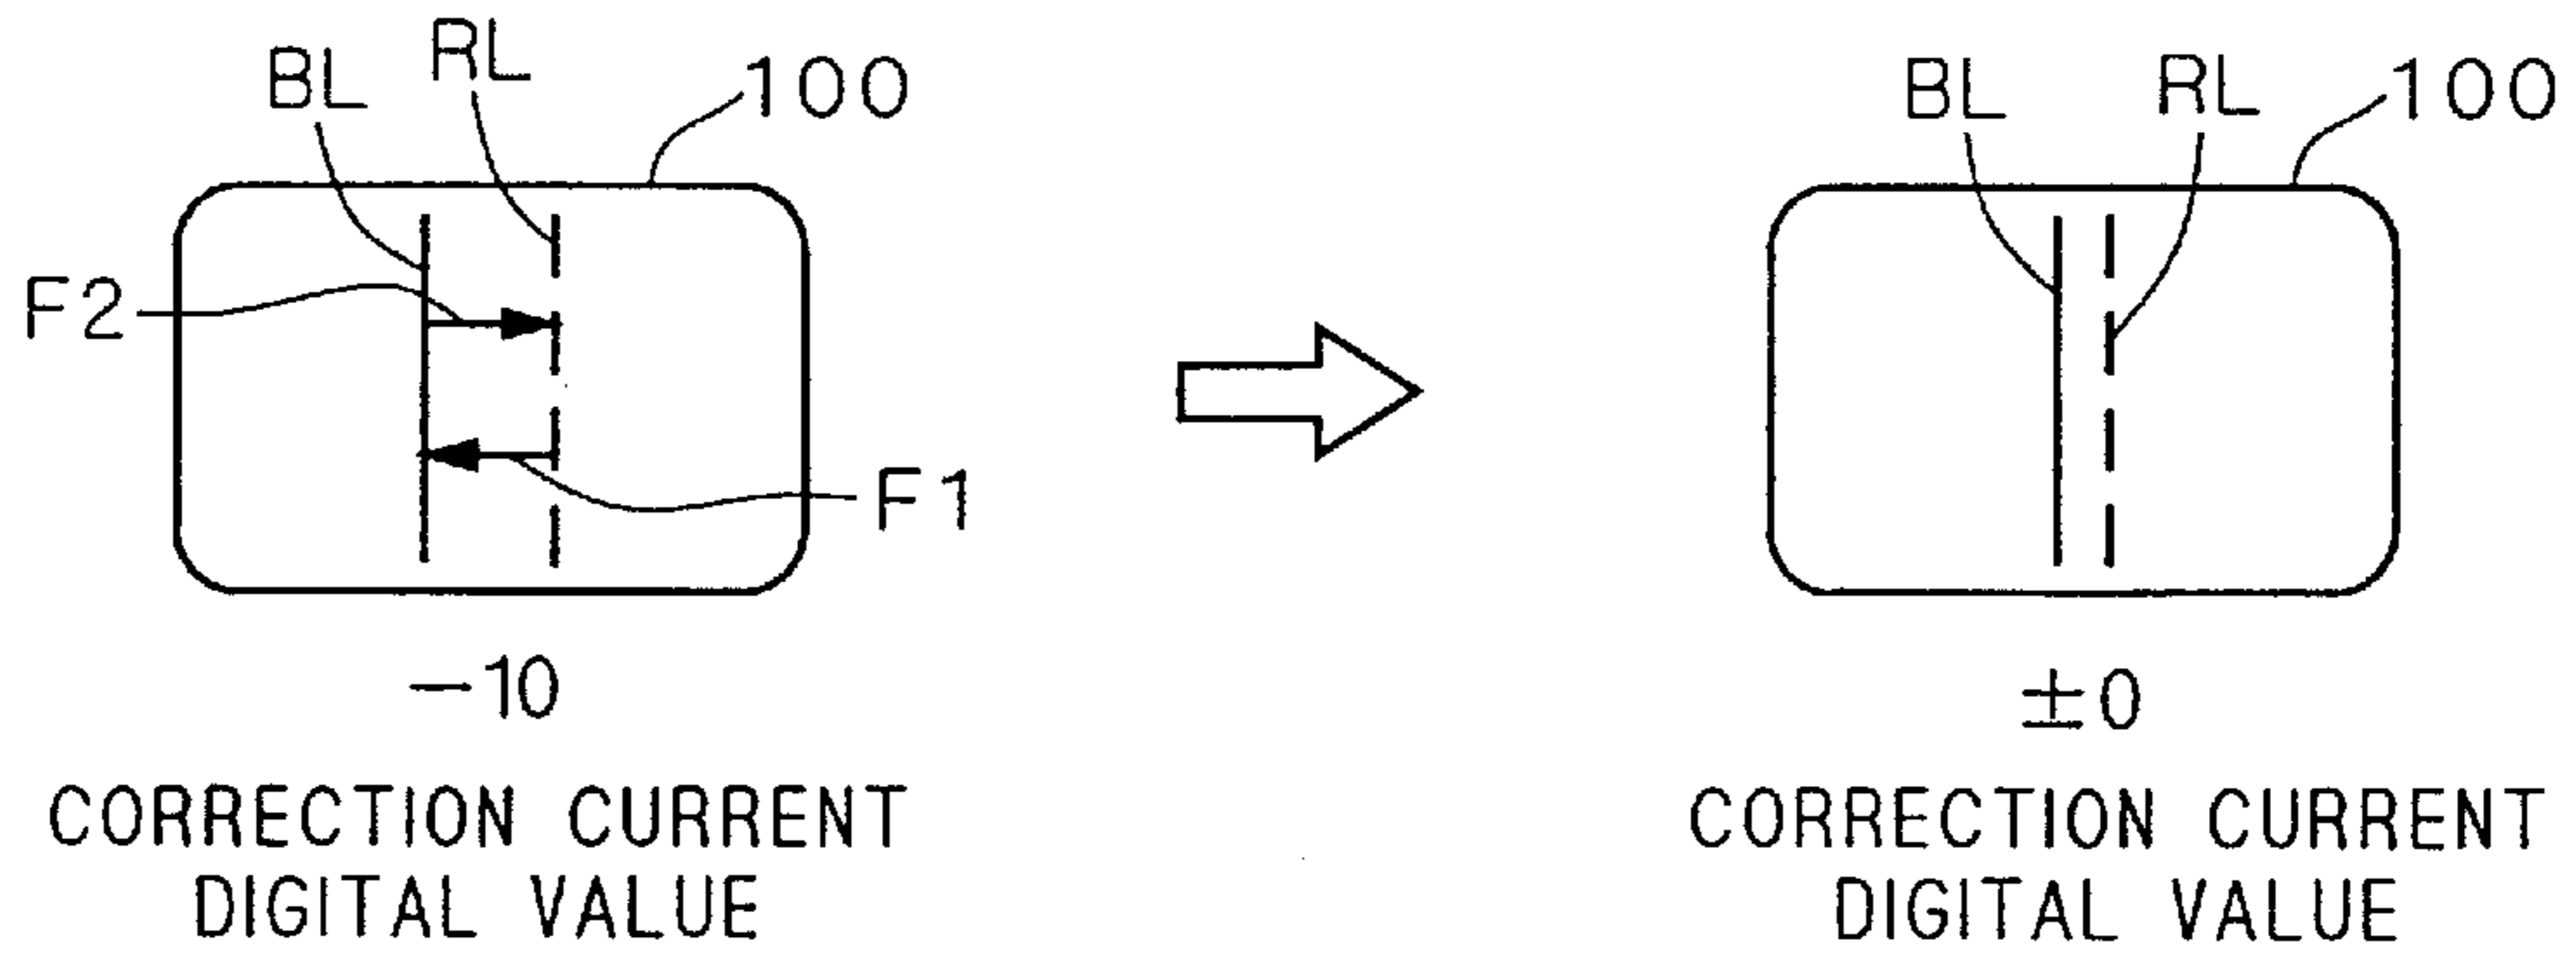 BL RL 100
F2
F1
−10
CORRECTION CURRENT
DIGITAL VALUE
BL RL 100
±0
CORRECTION CURRENT
DIGITAL VALUE